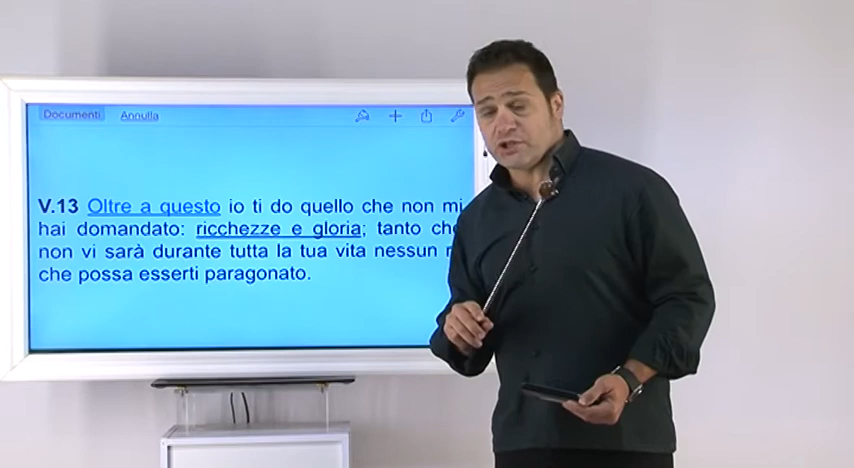 Documenti Annulla
V.13 Oltre a questo io ti do quello che non mi
hai domandato: ricchezze e gloria; tanto
non vi sarà durante tutta la tua vita nessun
che possa esserti paragonato.